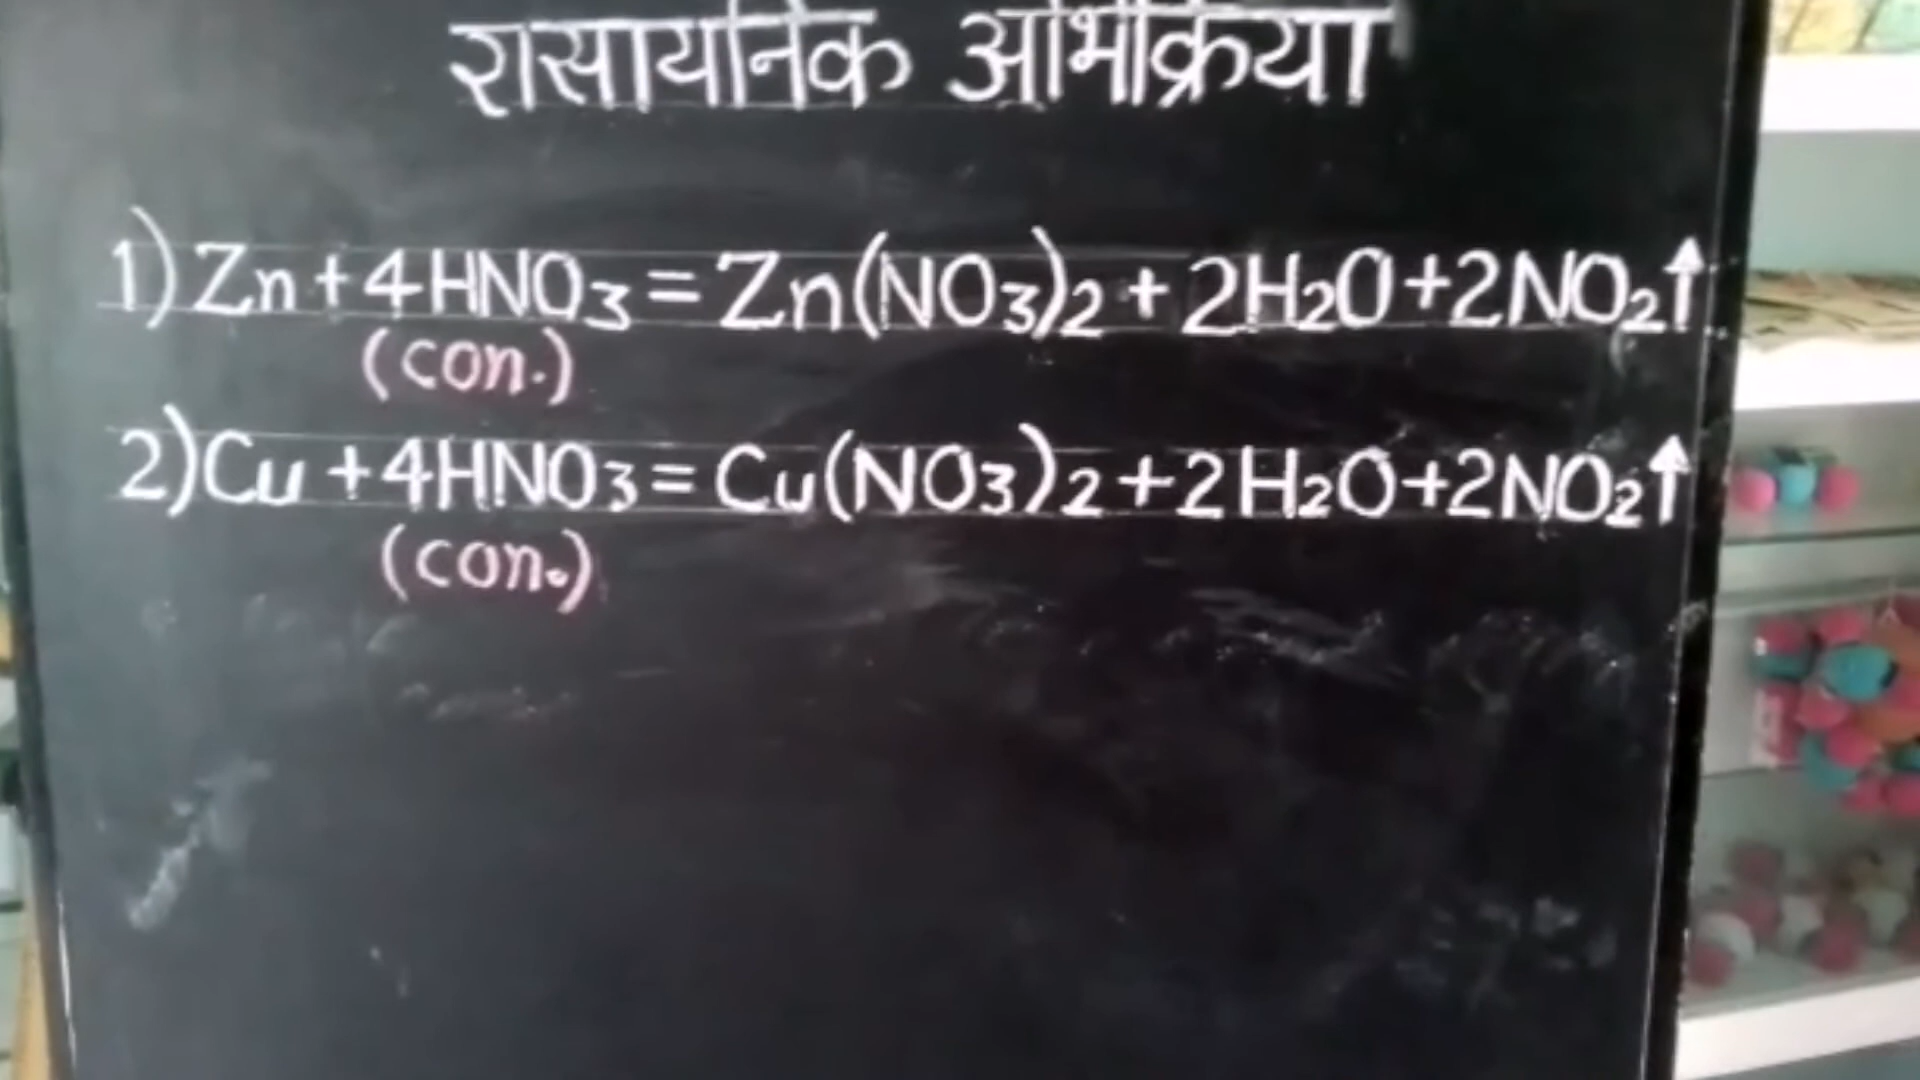 रासायनिक अभिक्रिया
1) Zn + 4HNO3 = Zn(NO3)2 + 2H2O + 2NO2↑
(con.)
2) Cu + 4HNO3 = Cu(NO3)2 + 2H2O + 2NO2↑
(con.)